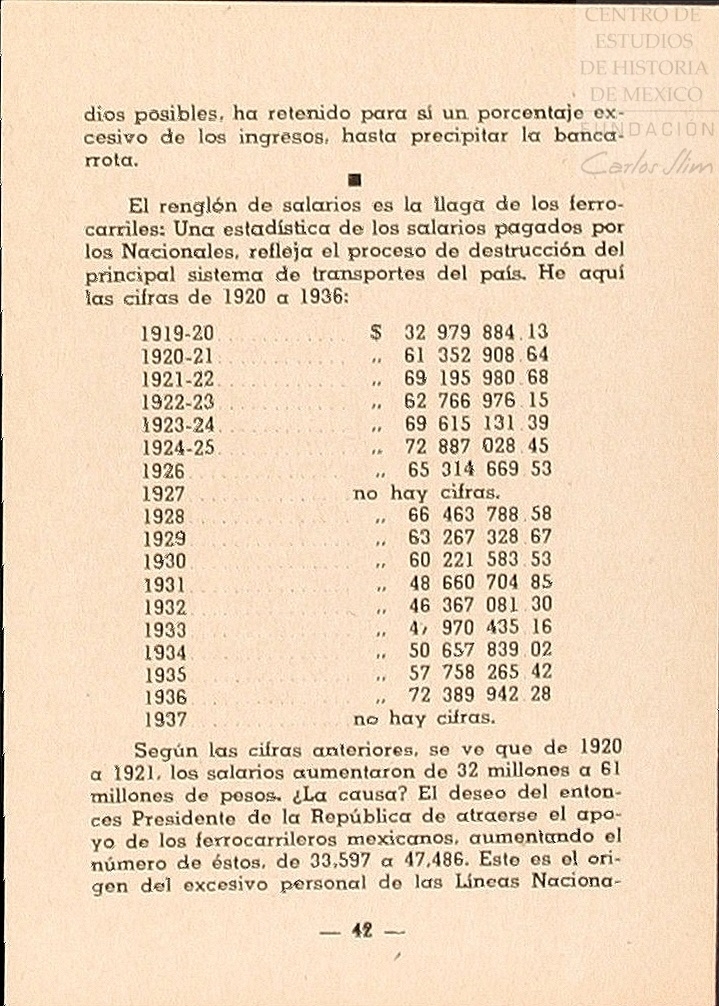 CENTRO DE
ESTUDIOS
DE HISTORIA
DE MEXICO
FUNDACIÓN
Carlos Slim
dios posibles, ha retenido para sí un porcentaje ex-
cesivo de los ingresos, hasta precipitar la banca-
rrota.
El renglón de salarios es la llaga de los ferro-
carriles: Una estadística de los salarios pagados por
los Nacionales, refleja el proceso de destrucción del
principal sistema de transportes del país. He aquí
las cifras de 1920 a 1936:
1919-20 . . . . . . . . . . . . $ 32 979 884.13
1920-21 . . . . . . . . . . . . ,, 61 352 908.64
1921-22 . . . . . . . . . . . . ,, 69 195 980.68
1922-23 . . . . . . . . . . . . ,, 62 766 976.15
1923-24 . . . . . . . . . . . . ,, 69 615 131.39
1924-25 . . . . . . . . . . . . ,, 72 887 028.45
1926 . . . . . . . . . . . . ,, 65 314 669.53
1927 . . . . . . . . . . . . no hay cifras.
1928 . . . . . . . . . . . . ,, 66 463 788.58
1929 . . . . . . . . . . . . ,, 63 267 328.67
1930 . . . . . . . . . . . . ,, 60 221 583.53
1931 . . . . . . . . . . . . ,, 48 660 704.85
1932 . . . . . . . . . . . . ,, 46 367 081.30
1933 . . . . . . . . . . . . ,, 970 435.16
1934 . . . . . . . . . . . . ,, 50 657 839.02
1935 . . . . . . . . . . . . ,, 57 758 265.42
1936 . . . . . . . . . . . . ,, 72 389 942.28
1937 . . . . . . . . . . . . no hay cifras.
Según las cifras anteriores, se ve que de 1920
a 1921, los salarios aumentaron de 32 millones a 61
millones de pesos. ¿La causa? El deseo del enton-
ces Presidente de la República de atraerse el apo-
yo de los ferrocarrileros mexicanos, aumentando el
número de éstos, de 33,597 a 47,486. Este es el ori-
gen del excesivo personal de las Líneas Naciona-
— 42 —